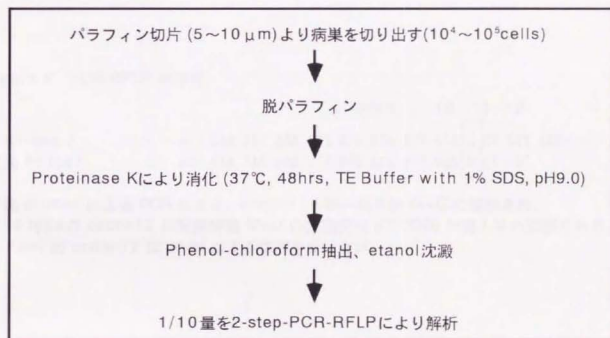 パラフィン切片 (5〜10 μm) より病巣を切り出す(10⁴〜10⁵cells)
脱パラフィン
Proteinase Kにより消化 (37℃, 48hrs, TE Buffer with 1% SDS, pH9.0)
Phenol-chloroform抽出、etanol沈澱
1/10量を2-step-PCR-RFLPにより解析